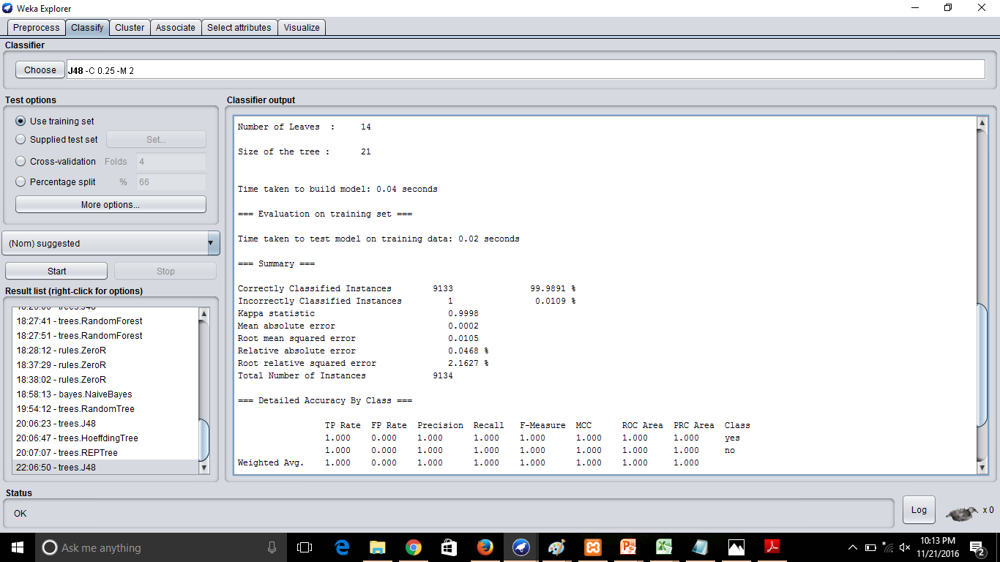 Weka Explorer
Preprocess Classify Cluster Associate Select attributes Visualize
Classifier
Choose J48 -C 0.25 -M 2
Test options
Use training set
Supplied test set Set...
Cross-validation Folds 4
Percentage split % 66
More options...
(Nom) suggested
Start Stop
Result list (right-click for options)
18:27:41 - trees.RandomForest
18:27:51 - trees.RandomForest
18:28:12 - rules.ZeroR
18:37:29 - rules.ZeroR
18:38:02 - rules.ZeroR
18:58:13 - bayes.NaiveBayes
19:54:12 - trees.RandomTree
20:06:23 - trees.J48
20:06:47 - trees.HoeffdingTree
20:07:07 - trees.REPTree
22:06:50 - trees.J48
Classifier output
Number of Leaves : 14
Size of the tree : 21
Time taken to build model: 0.04 seconds
=== Evaluation on training set ===
Time taken to test model on training data: 0.02 seconds
=== Summary ===
Correctly Classified Instances 9133 99.9891 %
Incorrectly Classified Instances 1 0.0109 %
Kappa statistic 0.9998
Mean absolute error 0.0002
Root mean squared error 0.0105
Relative absolute error 0.0468 %
Root relative squared error 2.1627 %
Total Number of Instances 9134
=== Detailed Accuracy By Class ===
TP Rate FP Rate Precision Recall F-Measure MCC ROC Area PRC Area Class
1.000 0.000 1.000 1.000 1.000 1.000 1.000 1.000 yes
1.000 0.000 1.000 1.000 1.000 1.000 1.000 1.000 no
Weighted Avg. 1.000 0.000 1.000 1.000 1.000 1.000 1.000 1.000
Status
OK
Log x 0
Ask me anything
10:13 PM
11/21/2016
2